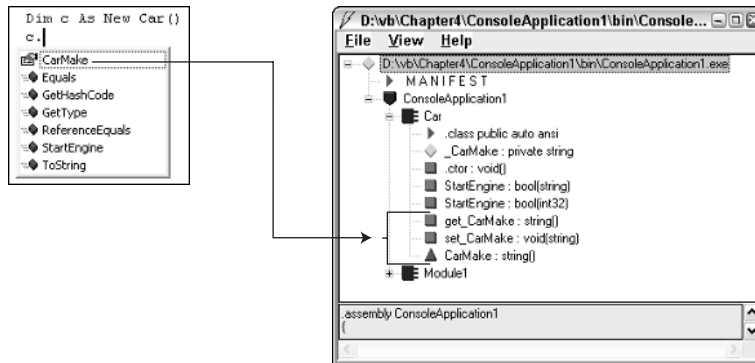 Dim c As New Car()
c.
CarMake
Equals
GetHashCode
GetType
ReferenceEquals
StartEngine
ToString
D:\vb\Chapter4\ConsoleApplication1\bin\Console...
File View Help
D:\vb\Chapter4\ConsoleApplication1\bin\ConsoleApplication1.exe
MANIFEST
ConsoleApplication1
Car
.class public auto ansi
_CarMake : private string
.ctor : void()
StartEngine : bool(string)
StartEngine : bool(int32)
get_CarMake : string()
set_CarMake : void(string)
CarMake : string()
Module1
.assembly ConsoleApplication1
{